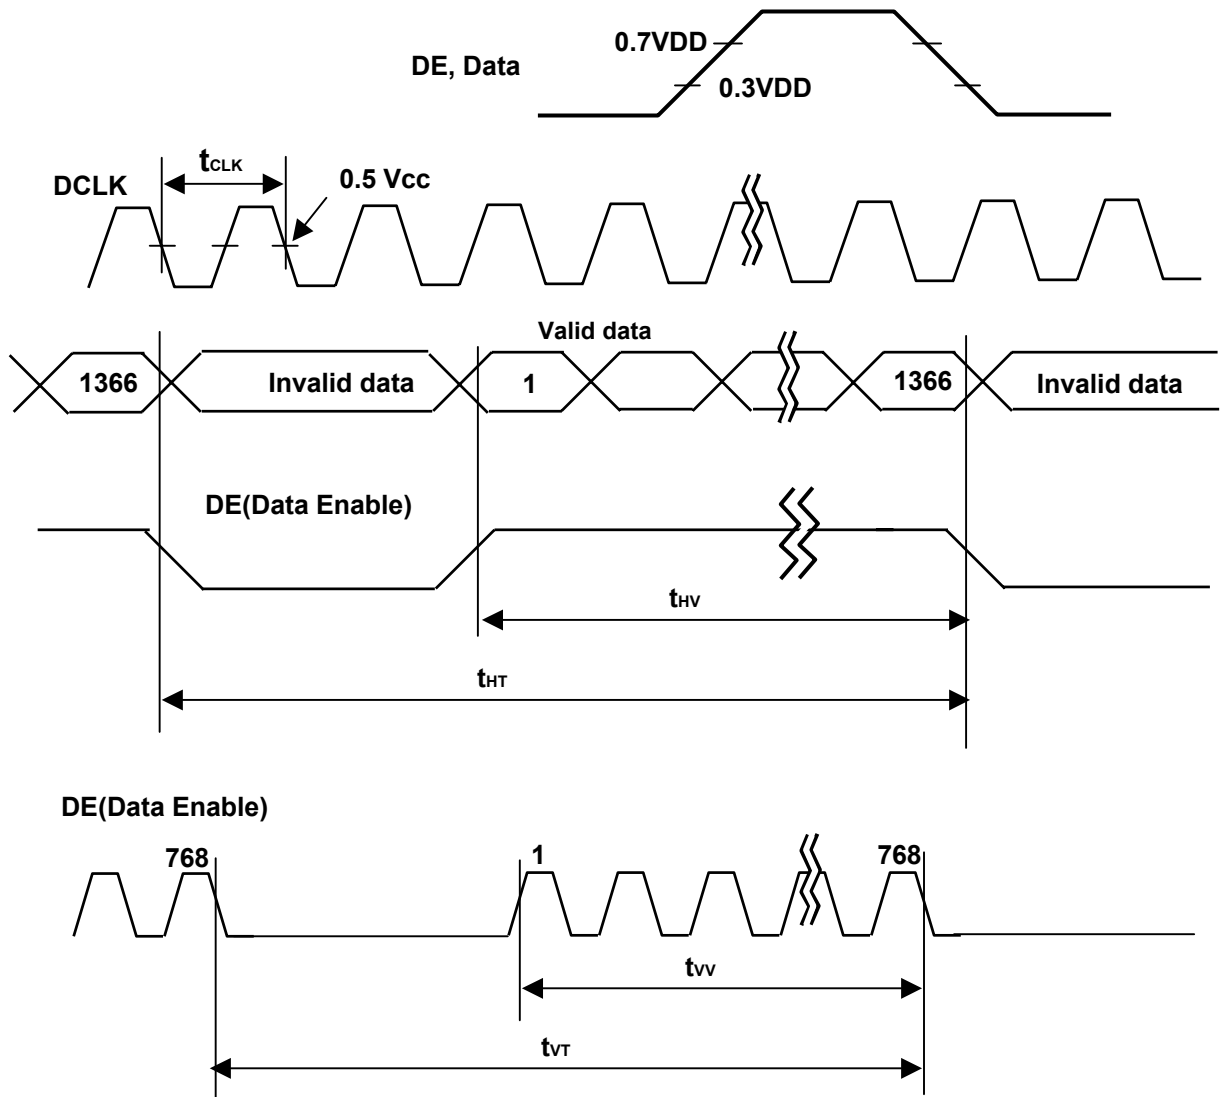 0.7VDD
DE, Data
0.3VDD
tCLK
DCLK
0.5 Vcc
Valid data
1366
Invalid data
1
1366
Invalid data
DE(Data Enable)
tHV
tHT
DE(Data Enable)
768
1
768
tVV
tVT